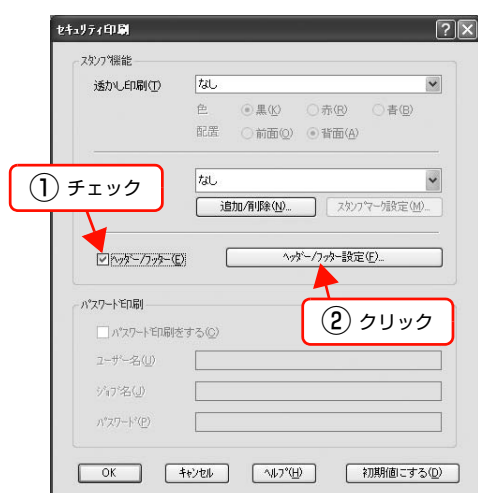 セキュリティ印刷
スタンプ機能
透かし印刷(T) なし
色 黒(K) 赤(R) 青(B)
配置 前面(O) 背面(A)
なし
① チェック
追加/削除(N)... スタンプマーク設定(M)...
ヘッダー/フッター(E) ヘッダー/フッター設定(F)...
パスワード印刷
② クリック
パスワード印刷をする(C)
ユーザー名(U)
ジョブ名(J)
パスワード(P)
OK キャンセル ヘルプ(H) 初期値にする(D)